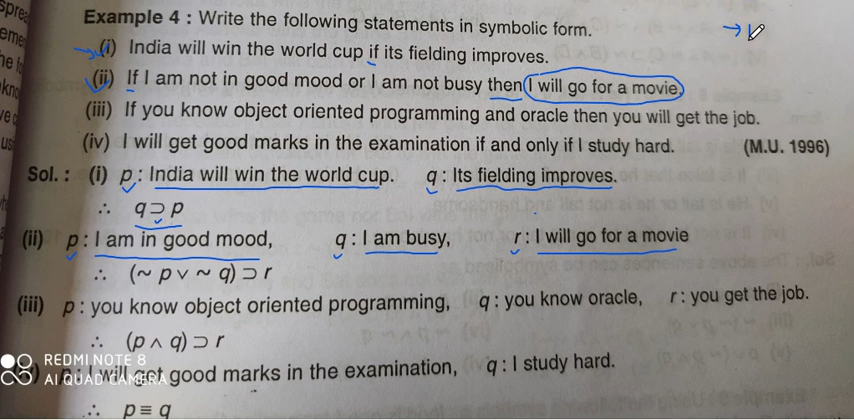 Example 4 : Write the following statements in symbolic form.
(i) India will win the world cup if its fielding improves.
(ii) If I am not in good mood or I am not busy then I will go for a movie.
(iii) If you know object oriented programming and oracle then you will get the job.
(iv) I will get good marks in the examination if and only if I study hard. (M.U. 1996)
Sol. : (i) p : India will win the world cup. q : Its fielding improves.
∴ q ⊃ p
(ii) p : I am in good mood, q : I am busy, r : I will go for a movie
∴ (~ p ∨ ~ q) ⊃ r
(iii) p : you know object oriented programming, q : you know oracle, r : you get the job.
∴ (p ∧ q) ⊃ r
p : I will get good marks in the examination, q : I study hard.
∴ p ≡ q
REDMI NOTE 8
AI QUAD CAMERA